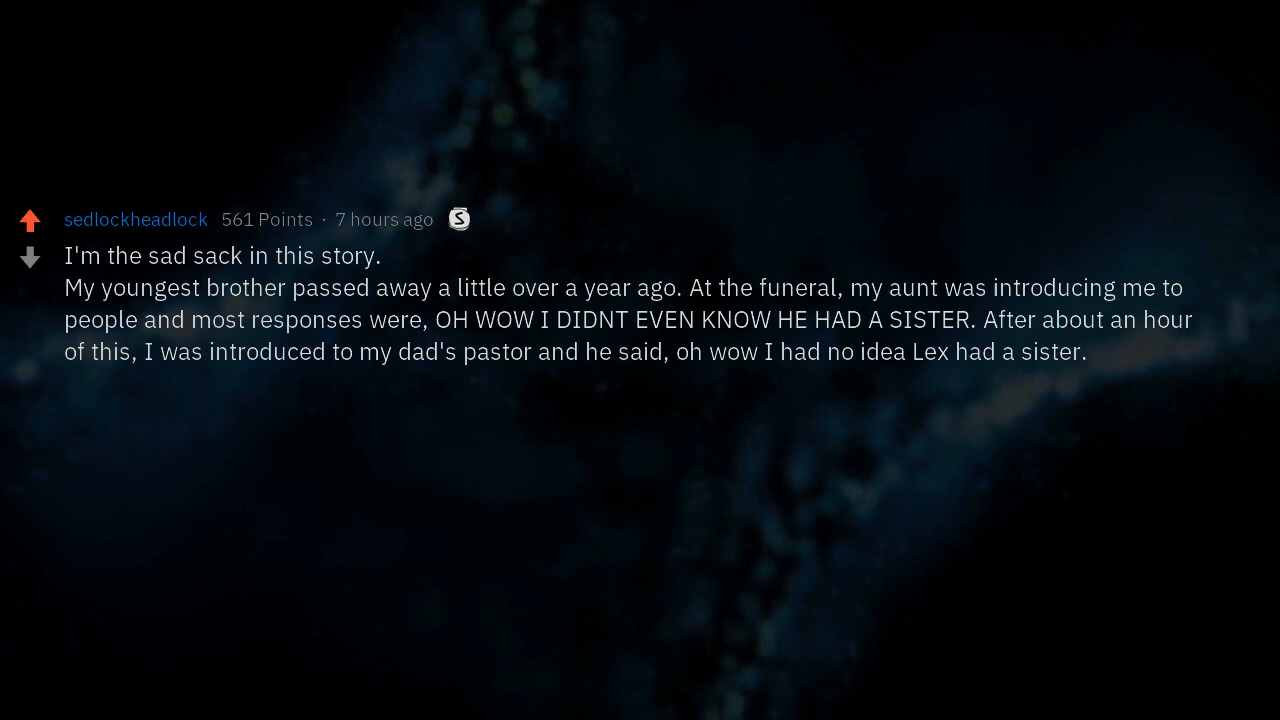 sedlockheadlock 561 Points · 7 hours ago S
I'm the sad sack in this story.
My youngest brother passed away a little over a year ago. At the funeral, my aunt was introducing me to
people and most responses were, OH WOW I DIDNT EVEN KNOW HE HAD A SISTER. After about an hour
of this, I was introduced to my dad's pastor and he said, oh wow I had no idea Lex had a sister.